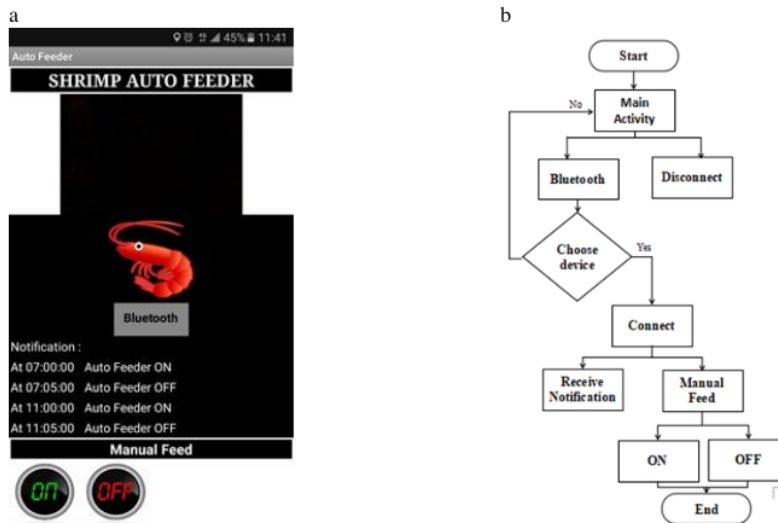 a
45% 11:41
Auto Feeder
SHRIMP AUTO FEEDER
Bluetooth
Notification :
At 07:00:00 Auto Feeder ON
At 07:05:00 Auto Feeder OFF
At 11:00:00 Auto Feeder ON
At 11:05:00 Auto Feeder OFF
Manual Feed
ON
OFF
b
Start
No
Main
Activity
Bluetooth
Disconnect
Choose
device
Yes
Connect
Receive
Notification
Manual
Feed
ON
OFF
End